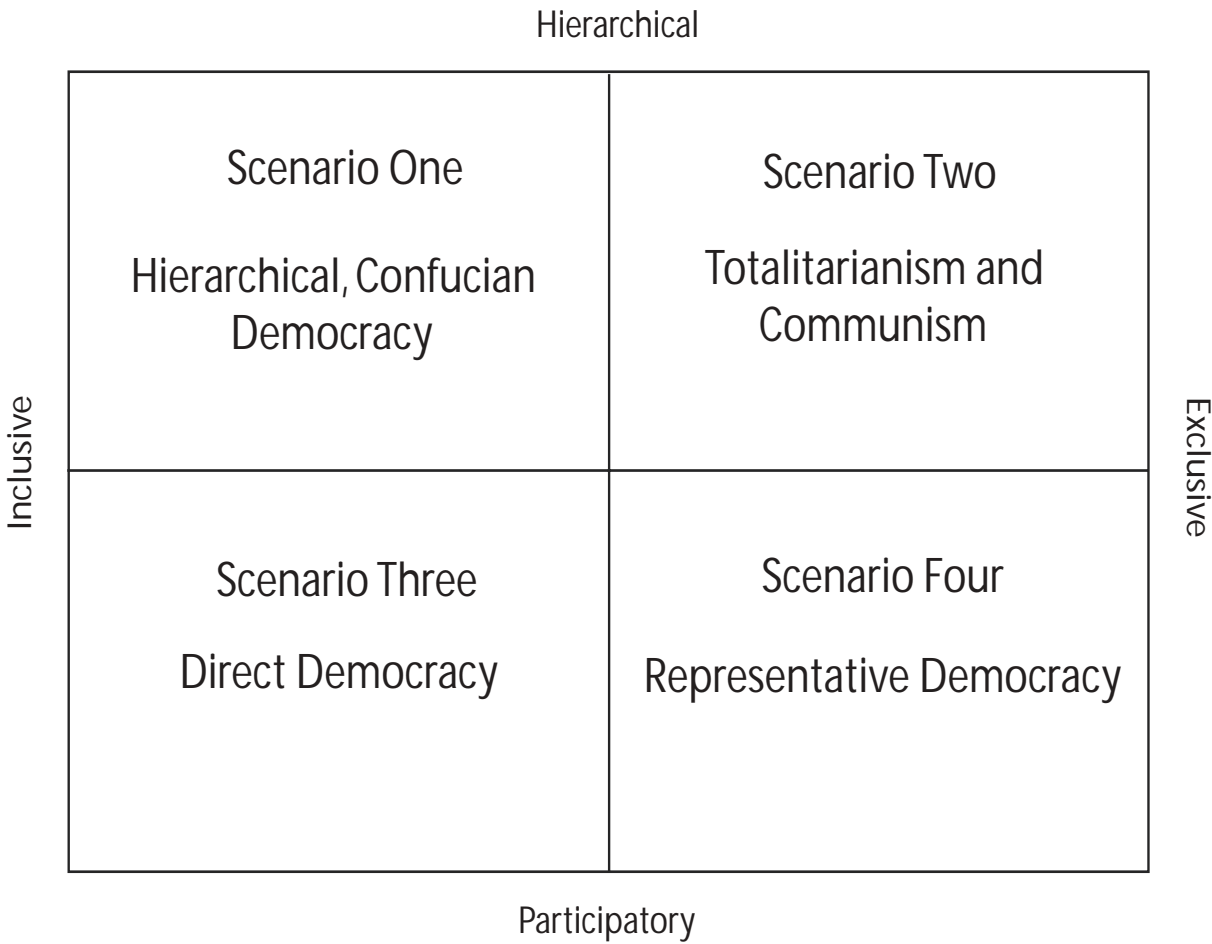 Hierarchical
Scenario One
Hierarchical, Confucian
Democracy
Scenario Two
Totalitarianism and
Communism
Inclusive
Exclusive
Scenario Three
Direct Democracy
Scenario Four
Representative Democracy
Participatory